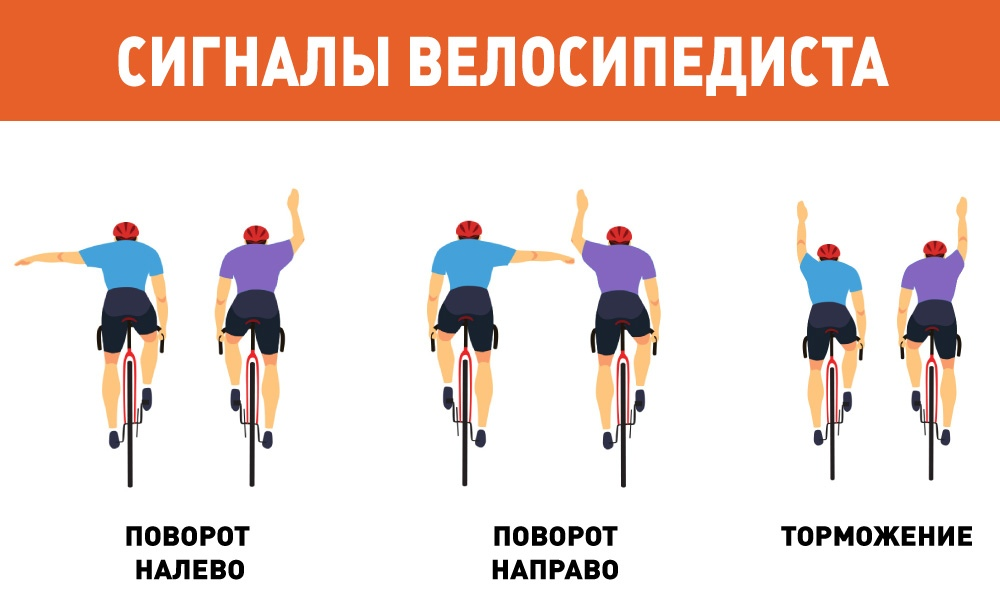 СИГНАЛЫ ВЕЛОСИПЕДИСТА
ПОВОРОТ
НАЛЕВО
ПОВОРОТ
НАПРАВО
ТОРМОЖЕНИЕ